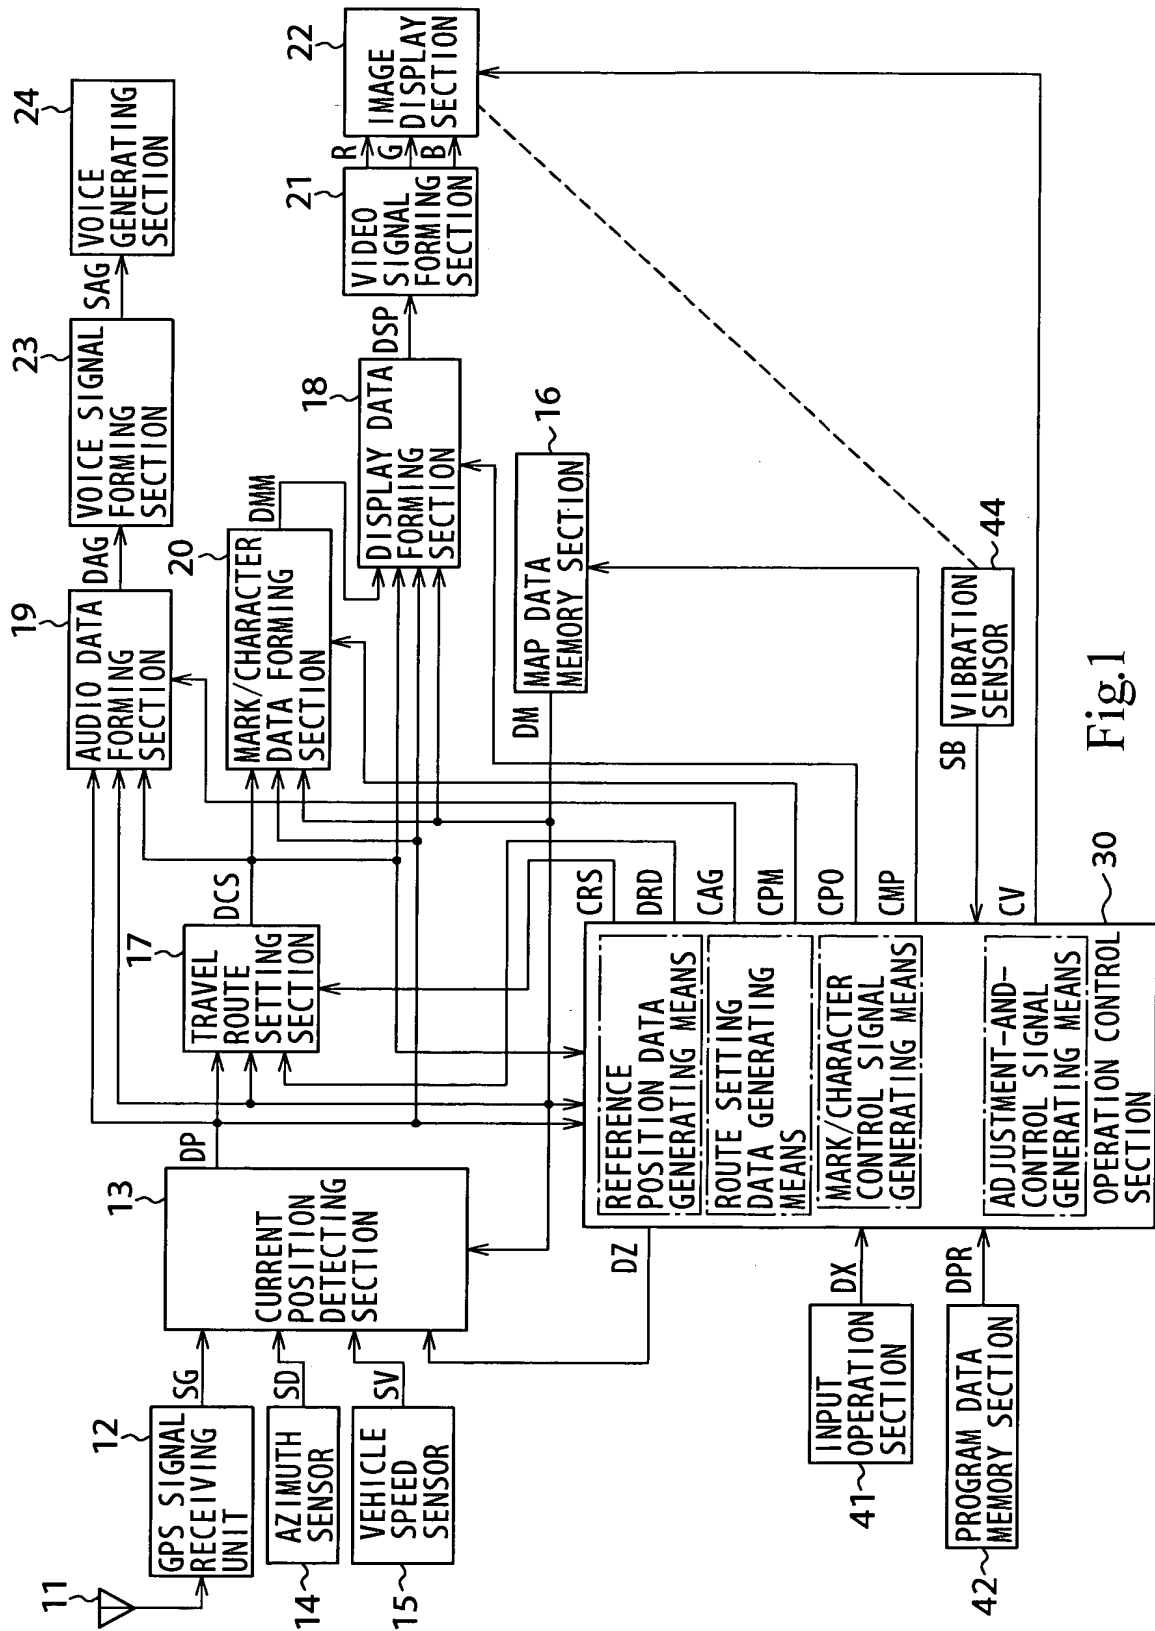 11
12
GPS SIGNAL
RECEIVING
UNIT
SG
14
AZIMUTH
SENSOR
SD
15
VEHICLE
SPEED
SENSOR
SV
13
CURRENT
POSITION
DETECTING
SECTION
DP
DZ
17
TRAVEL
ROUTE
SETTING
SECTION
DCS
19
AUDIO DATA
FORMING
SECTION
DAG
23
VOICE SIGNAL
FORMING
SECTION
SAG
24
VOICE
GENERATING
SECTION
20
MARK/CHARACTER
DATA FORMING
SECTION
DMM
18
DISPLAY DATA
FORMING
SECTION
DSP
21
VIDEO
SIGNAL
FORMING
SECTION
R
G
B
22
IMAGE
DISPLAY
SECTION
DM
MAP DATA
MEMORY SECTION
16
CRS
DRD
CAG
CPM
CPO
CMP
SB
CV
VIBRATION
SENSOR
44
REFERENCE
POSITION DATA
GENERATING MEANS
ROUTE SETTING
DATA GENERATING
MEANS
MARK/CHARACTER
CONTROL SIGNAL
GENERATING MEANS
ADJUSTMENT-AND-
CONTROL SIGNAL
GENERATING MEANS
OPERATION CONTROL
SECTION
30
INPUT
OPERATION
SECTION
41
DX
PROGRAM DATA
MEMORY SECTION
42
DPR
Fig.1